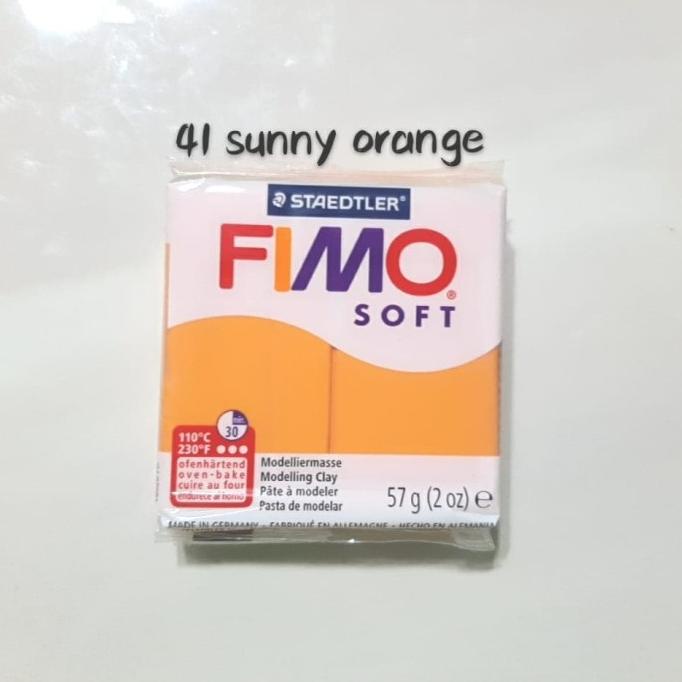 41 sunny orange
STAEDTLER®
FIMO®
SOFT
min
30
110°C
230°F
ofenhärtend
oven-bake
cuire au four
endurece al horno
Modelliermasse
Modelling Clay
Pâte à modeler
Pasta de modelar
57 g (2 oz) e
MADE IN GERMANY · FABRIQUÉ EN ALLEMAGNE · HECHO EN ALEMANIA